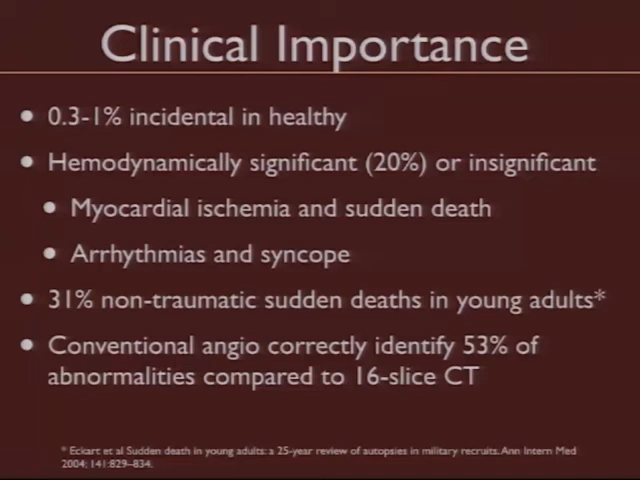 Clinical Importance
0.3-1% incidental in healthy
Hemodynamically significant (20%) or insignificant
Myocardial ischemia and sudden death
Arrhythmias and syncope
31% non-traumatic sudden deaths in young adults*
Conventional angio correctly identify 53% of
abnormalities compared to 16-slice CT
* Eckart et al Sudden death in young adults: a 25-year review of autopsies in military recruits. Ann Intern Med
2004; 141:829–834.